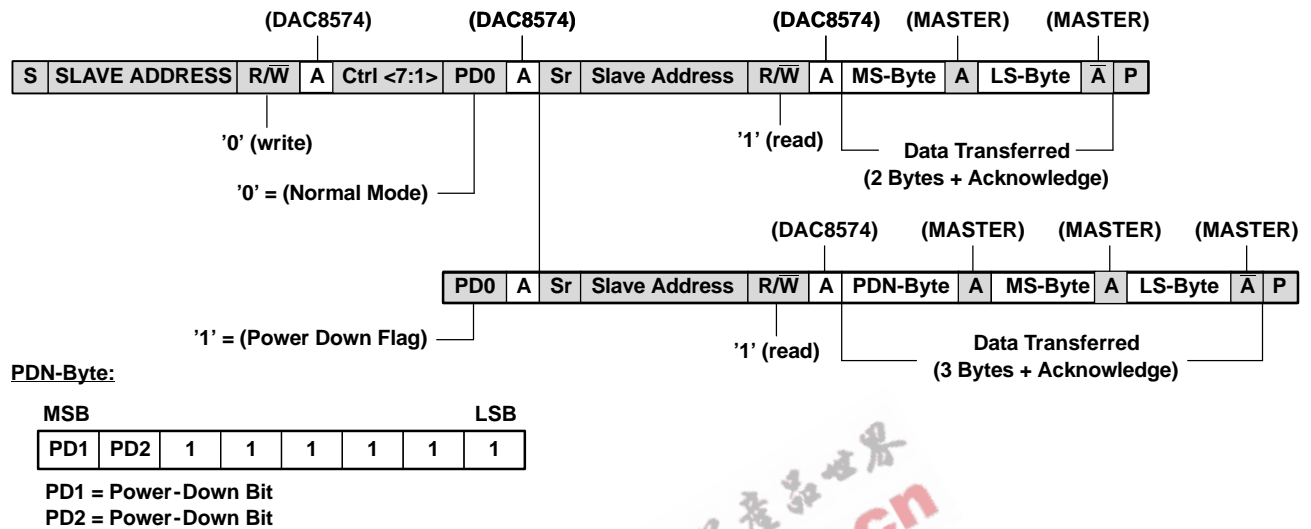 (DAC8574) (DAC8574) (DAC8574) (MASTER) (MASTER)
S SLAVE ADDRESS R/W̅ A Ctrl <7:1> PD0 A Sr Slave Address R/W̅ A MS-Byte A LS-Byte A̅ P
'0' (write) '1' (read) Data Transferred
(2 Bytes + Acknowledge)
'0' = (Normal Mode)
(DAC8574) (MASTER) (MASTER) (MASTER)
PD0 A Sr Slave Address R/W̅ A PDN-Byte A MS-Byte A LS-Byte A̅ P
'1' = (Power Down Flag) '1' (read) Data Transferred
(3 Bytes + Acknowledge)
PDN-Byte:
MSB LSB
PD1 PD2 1 1 1 1 1 1
PD1 = Power-Down Bit
PD2 = Power-Down Bit